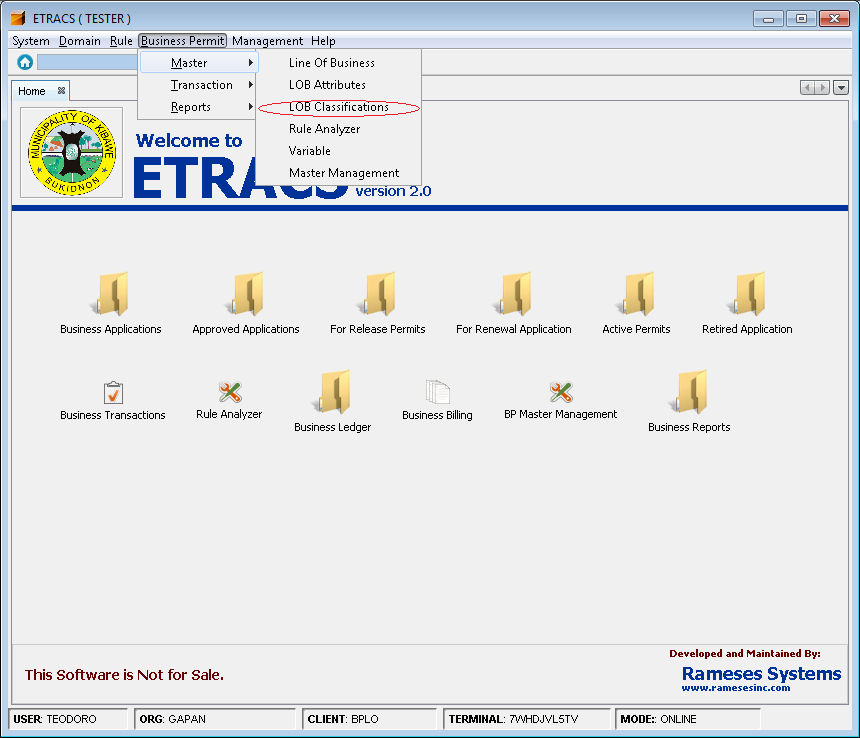 ETRACS ( TESTER )
System Domain Rule Business Permit Management Help
Master
Transaction
Reports
Line Of Business
LOB Attributes
LOB Classifications
Rule Analyzer
Variable
Master Management
Home
MUNICIPALITY OF KIBAWE
BUKIDNON
Welcome to
ETRACS
version 2.0
Business Applications
Approved Applications
For Release Permits
For Renewal Application
Active Permits
Retired Application
Business Transactions
Rule Analyzer
Business Ledger
Business Billing
BP Master Management
Business Reports
This Software is Not for Sale.
Developed and Maintained By:
Rameses Systems
www.ramesesinc.com
USER: TEODORO
ORG: GAPAN
CLIENT: BPLO
TERMINAL: 7WHDJVL5TV
MODE:: ONLINE